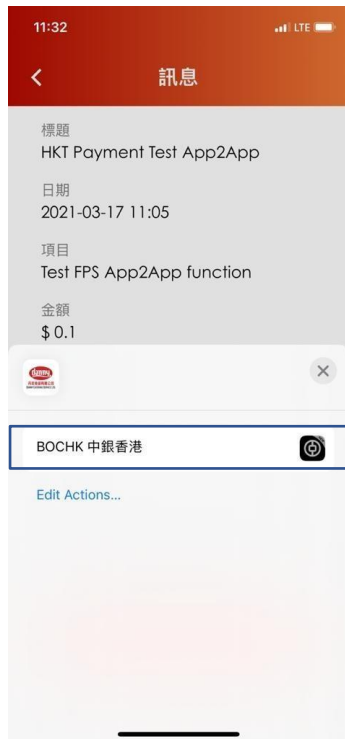 11:32
LTE
訊息
標題
HKT Payment Test App2App
日期
2021-03-17 11:05
項目
Test FPS App2App function
金額
$ 0.1
BOCHK 中銀香港
Edit Actions...